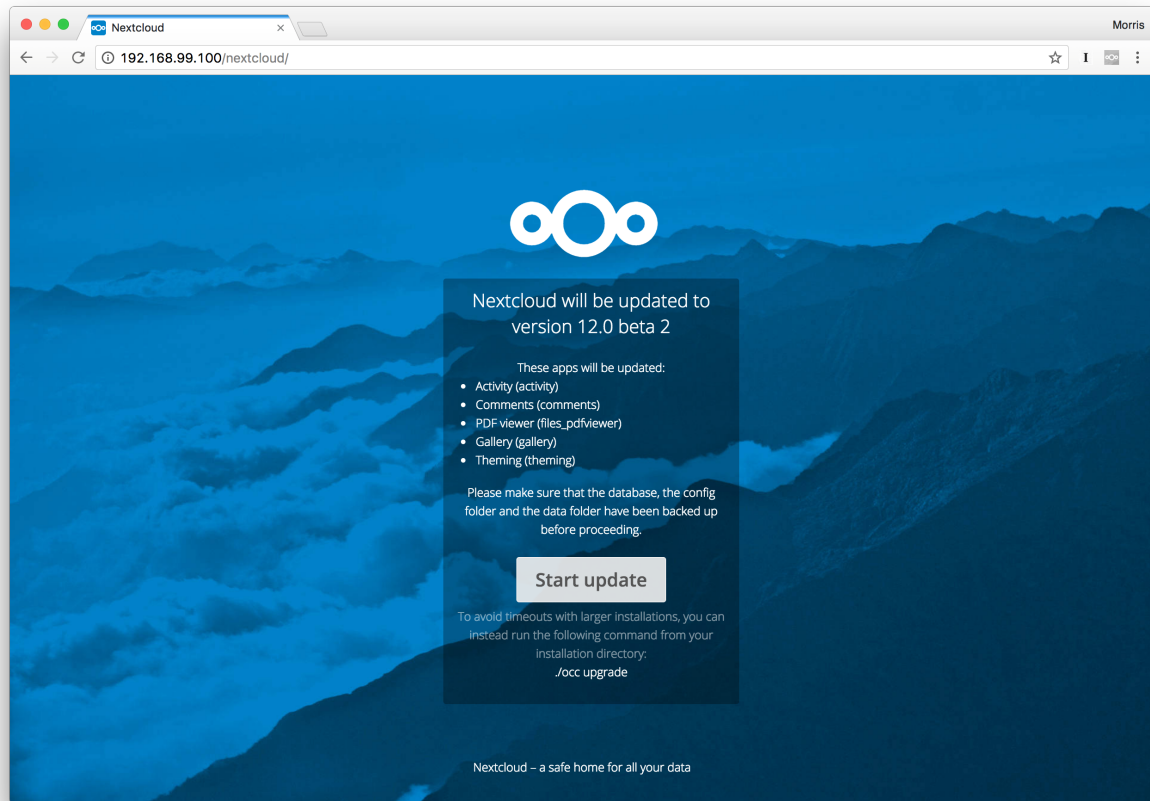 Nextcloud
Morris
192.168.99.100/nextcloud/
Nextcloud will be updated to
version 12.0 beta 2
These apps will be updated:
• Activity (activity)
• Comments (comments)
• PDF viewer (files_pdfviewer)
• Gallery (gallery)
• Theming (theming)
Please make sure that the database, the config
folder and the data folder have been backed up
before proceeding.
Start update
To avoid timeouts with larger installations, you can
instead run the following command from your
installation directory:
./occ upgrade
Nextcloud – a safe home for all your data